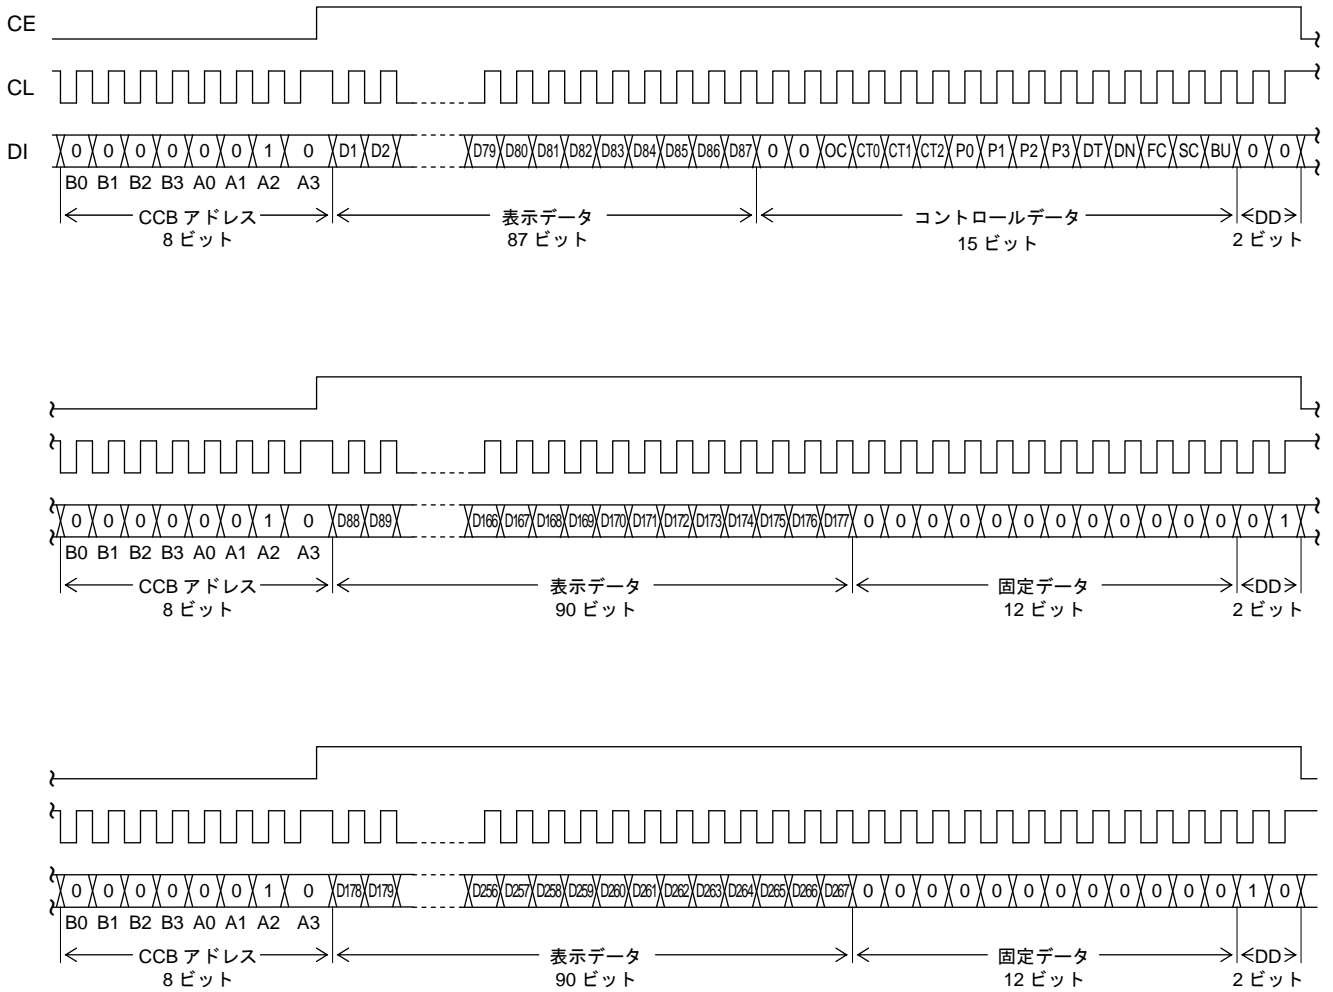 CE
CL
DI 0 0 0 0 0 0 1 0 D1 D2 D79 D80 D81 D82 D83 D84 D85 D86 D87 0 0 OC CT0 CT1 CT2 P0 P1 P2 P3 DT DN FC SC BU 0 0
B0 B1 B2 B3 A0 A1 A2 A3
CCB アドレス 表示データ コントロールデータ DD
8 ビット 87 ビット 15 ビット 2 ビット
0 0 0 0 0 0 1 0 D88 D89 D166 D167 D168 D169 D170 D171 D172 D173 D174 D175 D176 D177 0 0 0 0 0 0 0 0 0 0 0 0 0 1
B0 B1 B2 B3 A0 A1 A2 A3
CCB アドレス 表示データ 固定データ DD
8 ビット 90 ビット 12 ビット 2 ビット
0 0 0 0 0 0 1 0 D178 D179 D256 D257 D258 D259 D260 D261 D262 D263 D264 D265 D266 D267 0 0 0 0 0 0 0 0 0 0 0 0 1 0
B0 B1 B2 B3 A0 A1 A2 A3
CCB アドレス 表示データ 固定データ DD
8 ビット 90 ビット 12 ビット 2 ビット